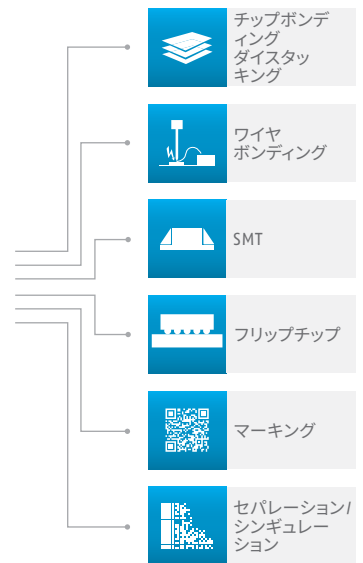 チップボンデ
ィング
ダイスタッ
キング
ワイヤ
ボンディング
SMT
フリップチップ
マーキング
セパレーション/
シンギュレー
ション